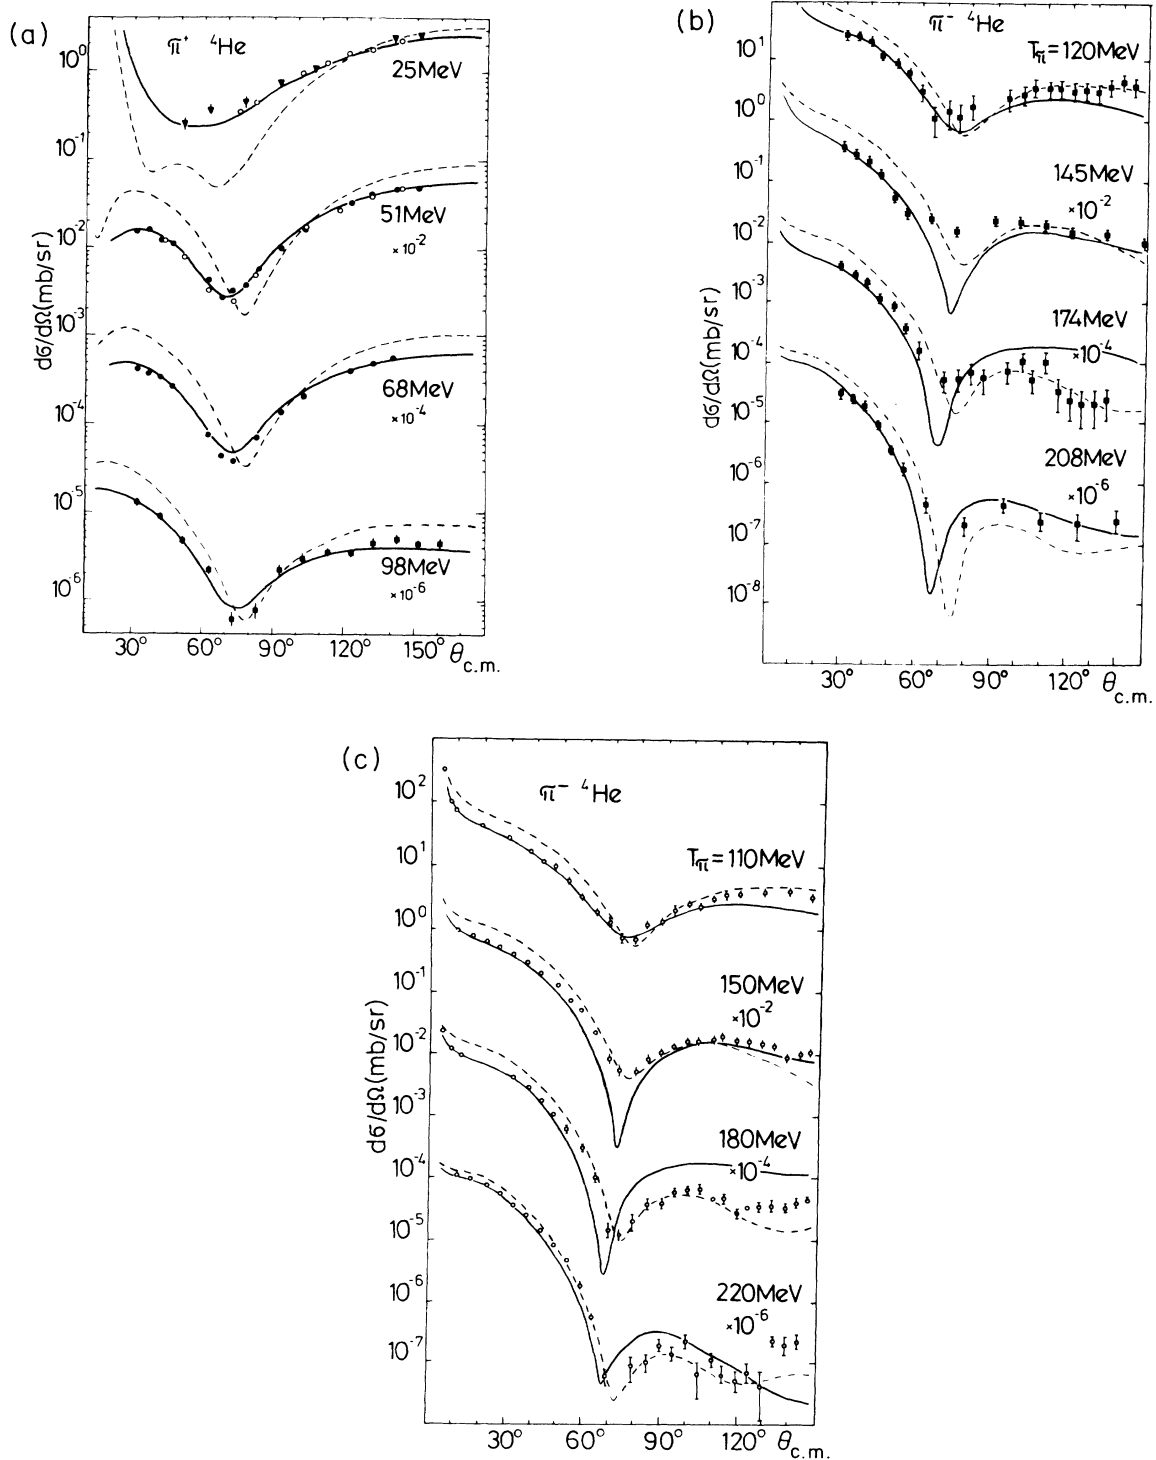 (a)
π⁺ ⁴He
10⁰
25MeV
10⁻¹
51MeV
10⁻²
×10⁻²
10⁻³
dσ/dΩ(mb/sr)
68MeV
10⁻⁴
×10⁻⁴
10⁻⁵
98MeV
10⁻⁶
×10⁻⁶
30° 60° 90° 120° 150° θc.m.
(b)
π⁻ ⁴He
10¹
Tπ=120MeV
10⁰
10⁻¹
145MeV
×10⁻²
10⁻²
10⁻³
dσ/dΩ(mb/sr)
174MeV
10⁻⁴
×10⁻⁴
10⁻⁵
208MeV
10⁻⁶
×10⁻⁶
10⁻⁷
10⁻⁸
30° 60° 90° 120° θc.m.
(c)
π⁻ ⁴He
10²
10¹
Tπ=110MeV
10⁰
10⁻¹
150MeV
×10⁻²
10⁻²
dσ/dΩ(mb/sr)
10⁻³
180MeV
10⁻⁴
×10⁻⁴
10⁻⁵
10⁻⁶
220MeV
×10⁻⁶
10⁻⁷
30° 60° 90° 120° θc.m.